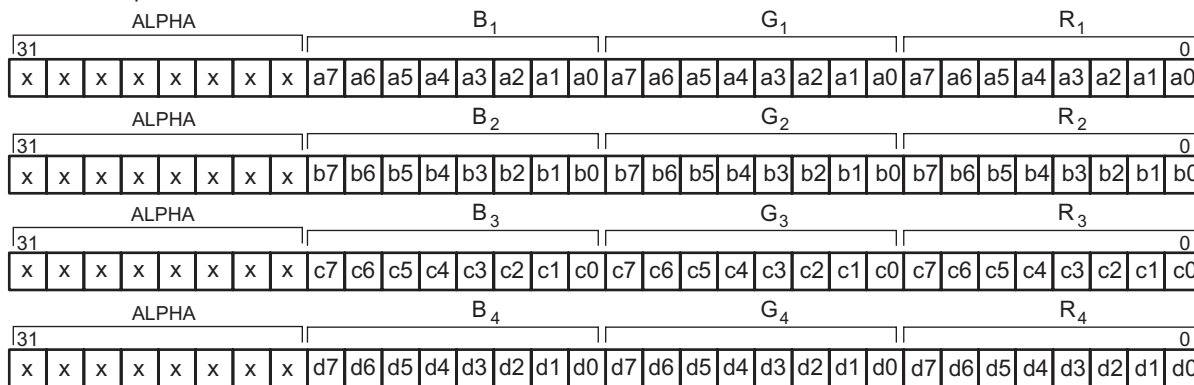 ALPHA B1 G1 R1
31 0
x x x x x x x x a7 a6 a5 a4 a3 a2 a1 a0 a7 a6 a5 a4 a3 a2 a1 a0 a7 a6 a5 a4 a3 a2 a1 a0
ALPHA B2 G2 R2
31 0
x x x x x x x x b7 b6 b5 b4 b3 b2 b1 b0 b7 b6 b5 b4 b3 b2 b1 b0 b7 b6 b5 b4 b3 b2 b1 b0
ALPHA B3 G3 R3
31 0
x x x x x x x x c7 c6 c5 c4 c3 c2 c1 c0 c7 c6 c5 c4 c3 c2 c1 c0 c7 c6 c5 c4 c3 c2 c1 c0
ALPHA B4 G4 R4
31 0
x x x x x x x x d7 d6 d5 d4 d3 d2 d1 d0 d7 d6 d5 d4 d3 d2 d1 d0 d7 d6 d5 d4 d3 d2 d1 d0